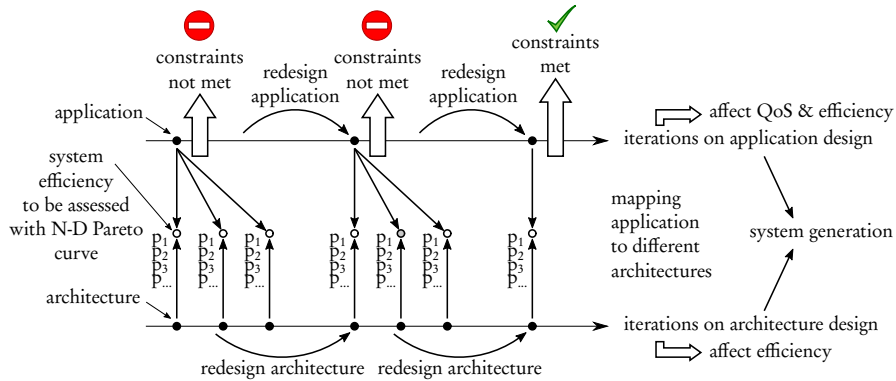 constraints
not met
redesign
application
constraints
not met
redesign
application
constraints
met
application
affect QoS & efficiency
iterations on application design
system
efficiency
to be assessed
with N-D Pareto
curve
p1
p2
p3
p...
p1
p2
p3
p...
p1
p2
p3
p...
p1
p2
p3
p...
p1
p2
p3
p...
p1
p2
p3
p...
p1
p2
p3
p...
mapping
application
to different
architectures
system generation
architecture
iterations on architecture design
redesign architecture
redesign architecture
affect efficiency